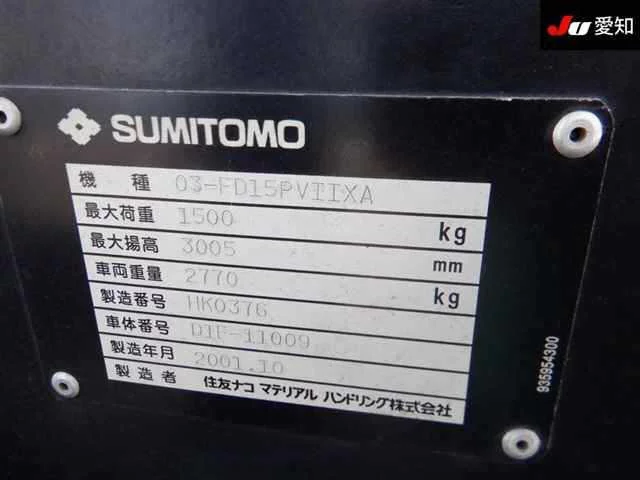 JU 愛知
SUMITOMO
機種 03-FD15PVIIXA
最大荷重 1500 kg
最大揚高 3005 mm
車両重量 2770 kg
製造番号 HK0376
車体番号 D1F-11009
製造年月 2001.10
製造者 住友ナコ マテリアル ハンドリング株式会社
935954300